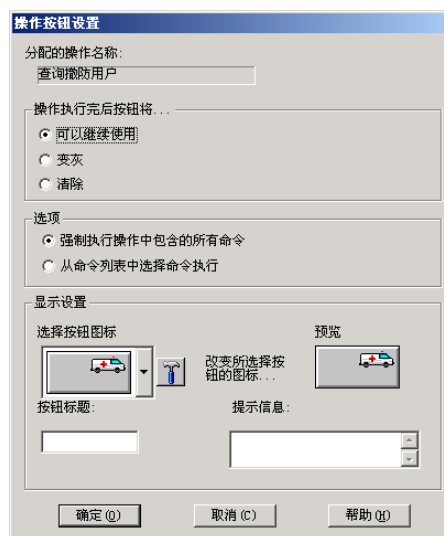 操作按钮设置
分配的操作名称:
查询撤防用户
操作执行完后按钮将...
可以继续使用
变灰
清除
选项
强制执行操作中包含的所有命令
从命令列表中选择命令执行
显示设置
选择按钮图标
预览
改变所选择按
钮的图标...
按钮标题:
提示信息:
确定(O)
取消(C)
帮助(H)